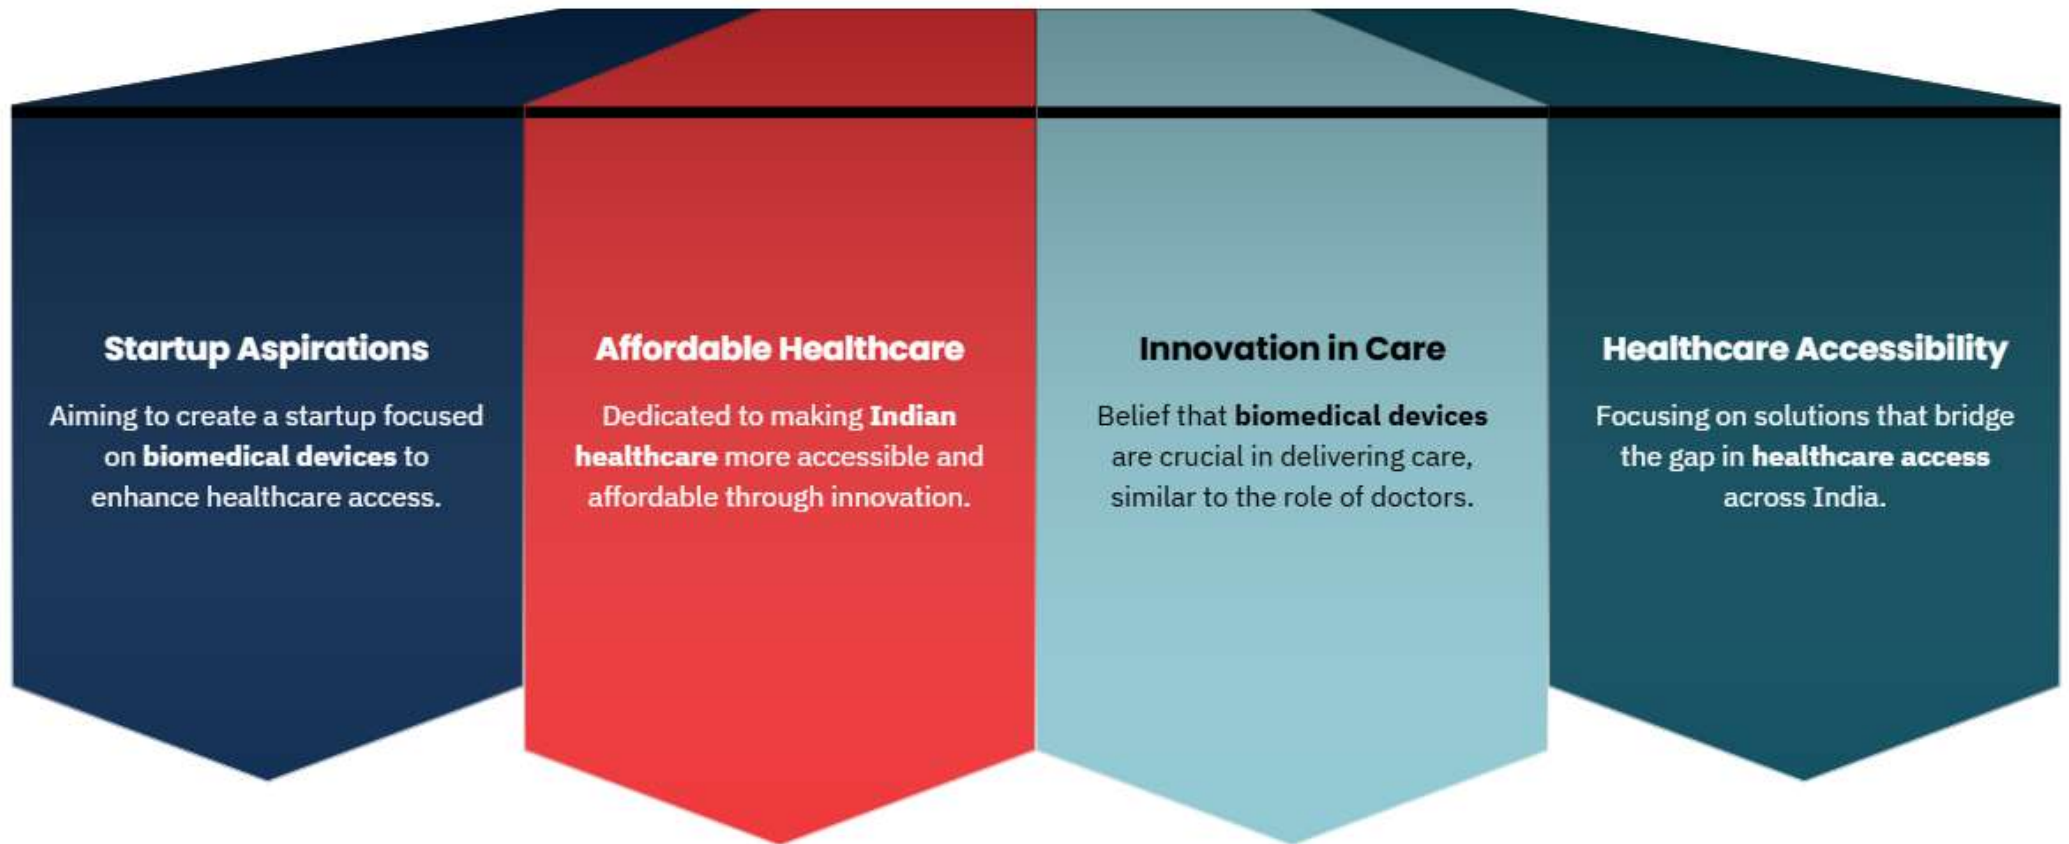 Startup Aspirations
Aiming to create a startup focused
on biomedical devices to
enhance healthcare access.
Affordable Healthcare
Dedicated to making Indian
healthcare more accessible and
affordable through innovation.
Innovation in Care
Belief that biomedical devices
are crucial in delivering care,
similar to the role of doctors.
Healthcare Accessibility
Focusing on solutions that bridge
the gap in healthcare access
across India.